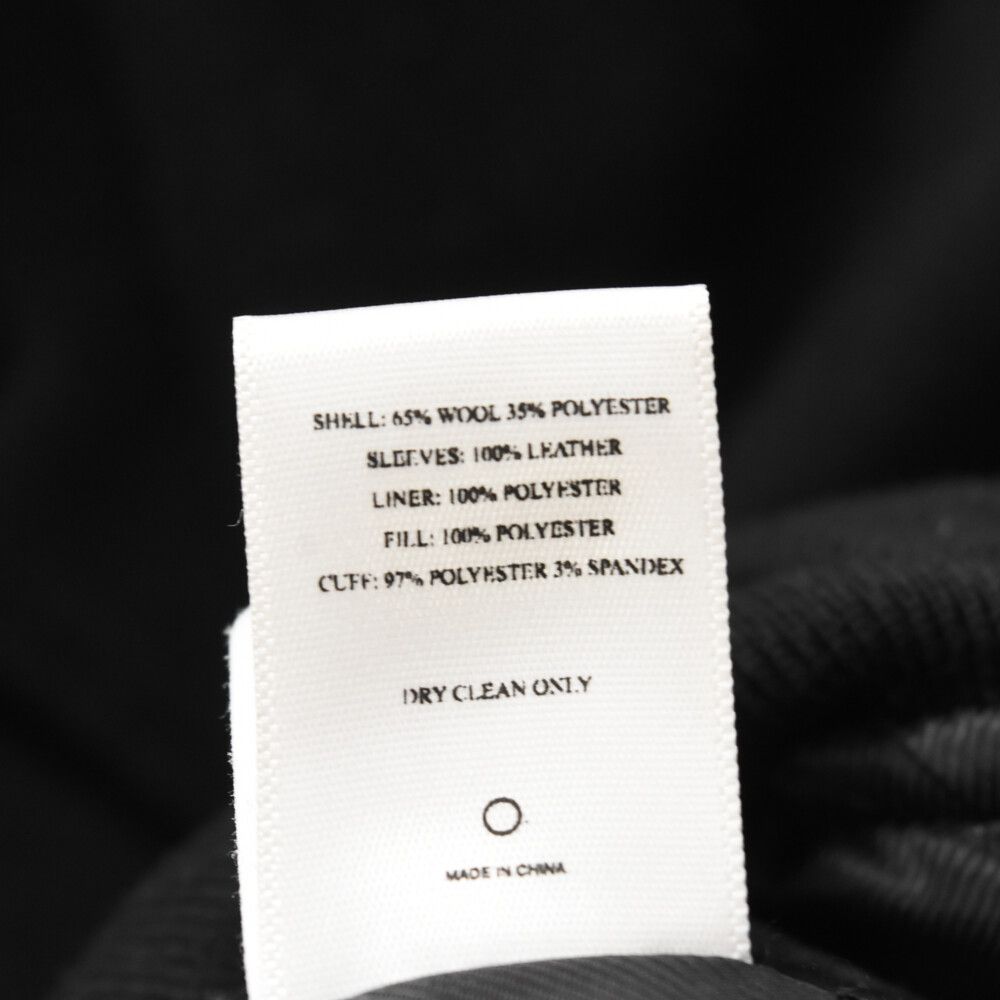 SHELL: 65% WOOL 35% POLYESTER
SLEEVES: 100% LEATHER
LINER: 100% POLYESTER
FILL: 100% POLYESTER
CUFF: 97% POLYESTER 3% SPANDEX
DRY CLEAN ONLY
MADE IN CHINA